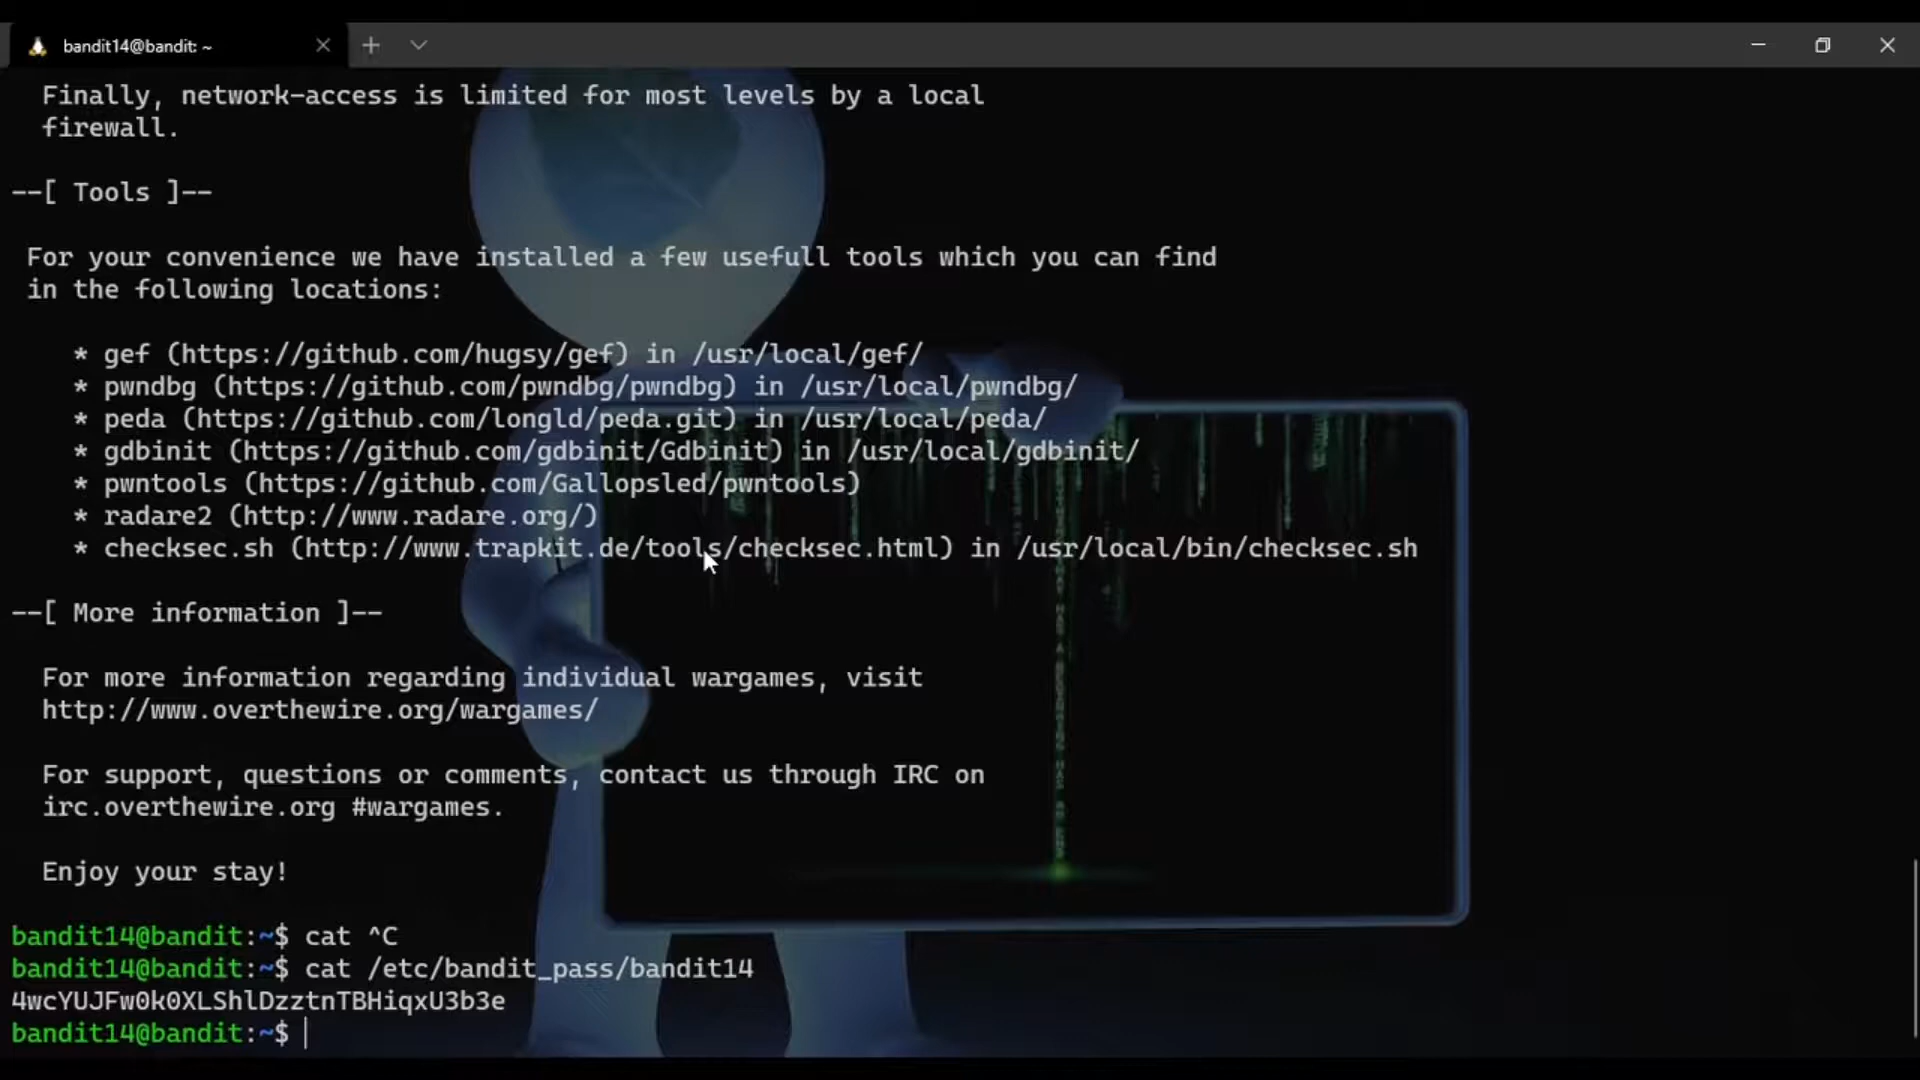 bandit14@bandit: ~
Finally, network-access is limited for most levels by a local
firewall.
--[ Tools ]--
For your convenience we have installed a few usefull tools which you can find
in the following locations:
* gef (https://github.com/hugsy/gef) in /usr/local/gef/
* pwndbg (https://github.com/pwndbg/pwndbg) in /usr/local/pwndbg/
* peda (https://github.com/longld/peda.git) in /usr/local/peda/
* gdbinit (https://github.com/gdbinit/Gdbinit) in /usr/local/gdbinit/
* pwntools (https://github.com/Gallopsled/pwntools)
* radare2 (http://www.radare.org/)
* checksec.sh (http://www.trapkit.de/tools/checksec.html) in /usr/local/bin/checksec.sh
--[ More information ]--
For more information regarding individual wargames, visit
http://www.overthewire.org/wargames/
For support, questions or comments, contact us through IRC on
irc.overthewire.org #wargames.
Enjoy your stay!
bandit14@bandit:~$ cat ^C
bandit14@bandit:~$ cat /etc/bandit_pass/bandit14
4wcYUJFw0k0XLShlDzztnTBHiqxU3b3e
bandit14@bandit:~$